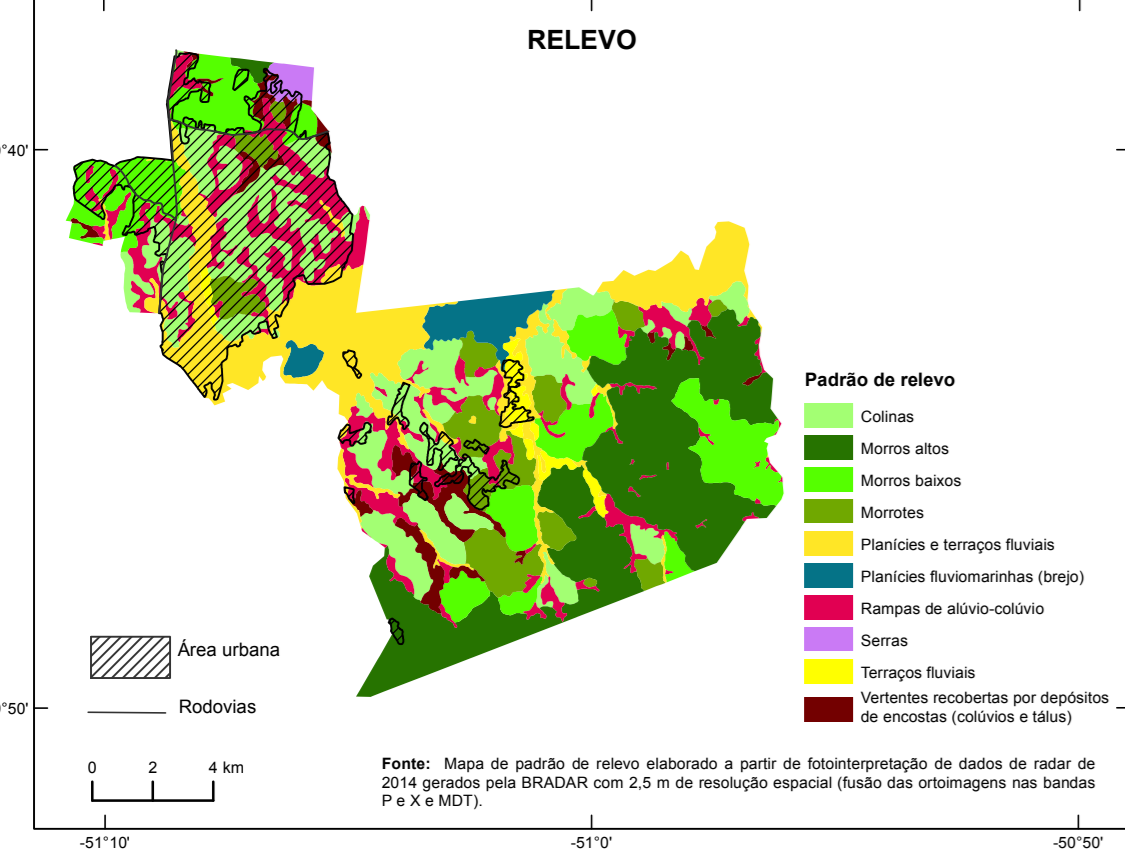 RELEVO
0°40'
Padrão de relevo
Colinas
Morros altos
Morros baixos
Morrotes
Planícies e terraços fluviais
Planícies fluviomarinhas (brejo)
Rampas de alúvio-colúvio
Serras
Terraços fluviais
Vertentes recobertas por depósitos
de encostas (colúvios e tálus)
Área urbana
Rodovias
0°50'
0 2 4 km
Fonte: Mapa de padrão de relevo elaborado a partir de fotointerpretação de dados de radar de
2014 gerados pela BRADAR com 2,5 m de resolução espacial (fusão das ortoimagens nas bandas
P e X e MDT).
-51°10' -51°0' -50°50'